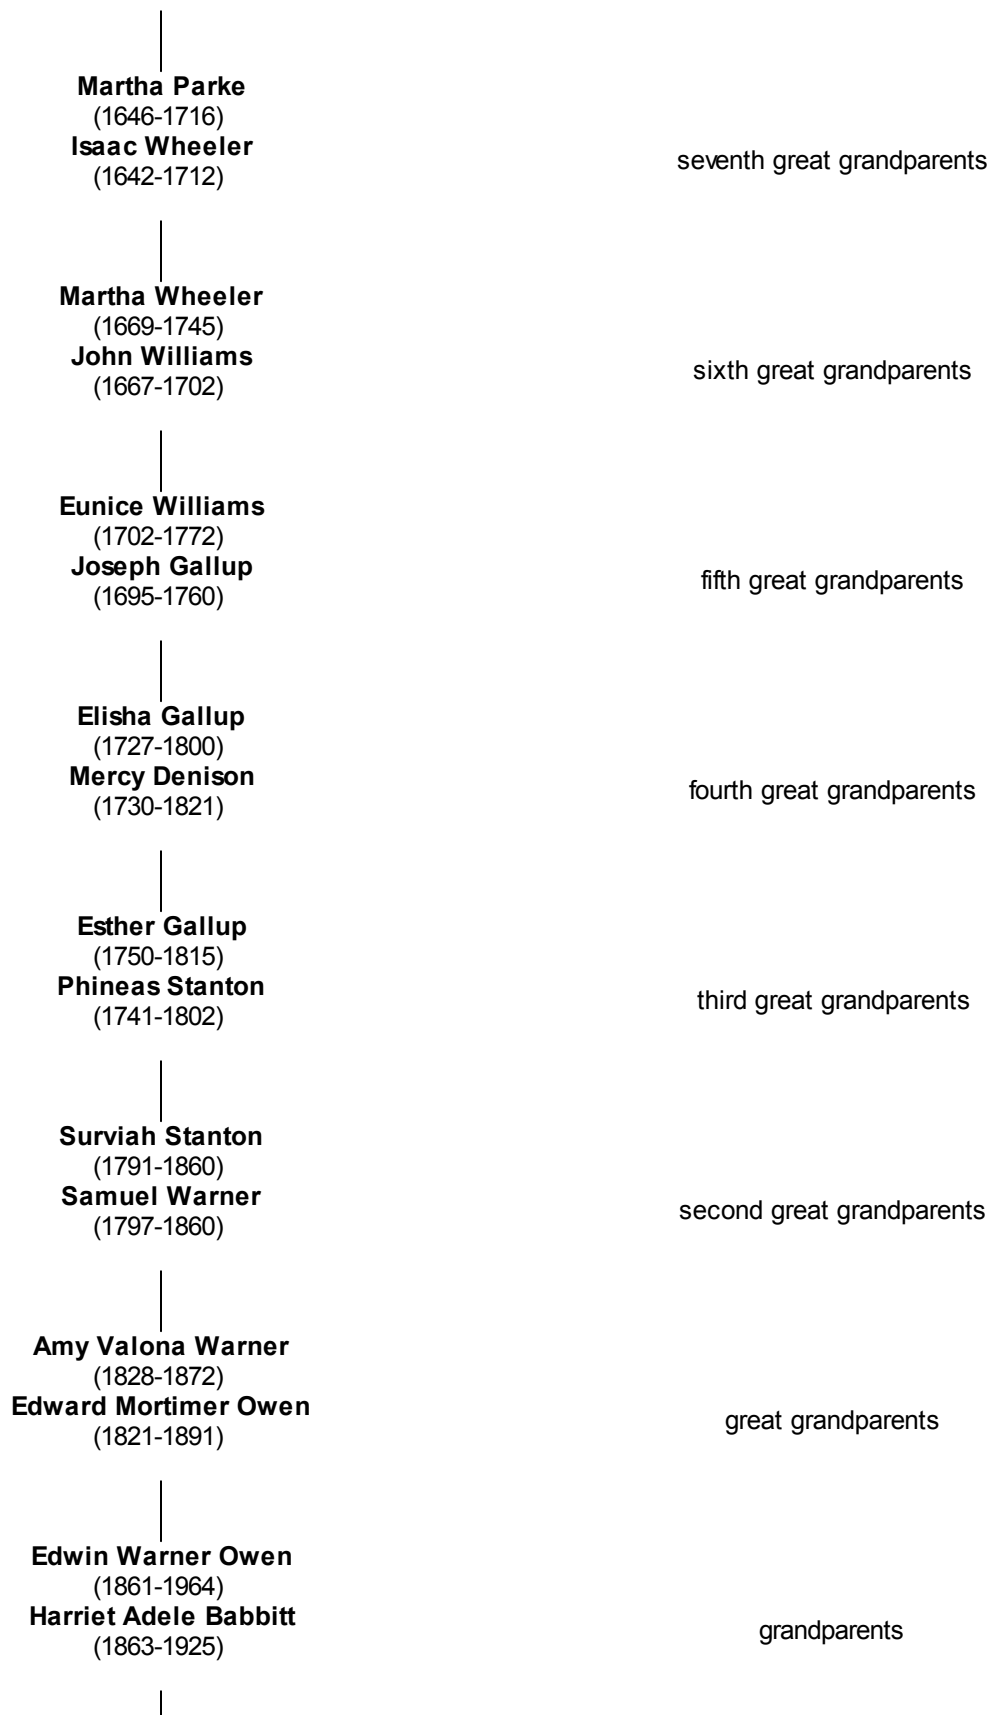 Martha Parke
(1646-1716)
Isaac Wheeler
(1642-1712)
seventh great grandparents
Martha Wheeler
(1669-1745)
John Williams
(1667-1702)
sixth great grandparents
Eunice Williams
(1702-1772)
Joseph Gallup
(1695-1760)
fifth great grandparents
Elisha Gallup
(1727-1800)
Mercy Denison
(1730-1821)
fourth great grandparents
Esther Gallup
(1750-1815)
Phineas Stanton
(1741-1802)
third great grandparents
Surviah Stanton
(1791-1860)
Samuel Warner
(1797-1860)
second great grandparents
Amy Valona Warner
(1828-1872)
Edward Mortimer Owen
(1821-1891)
great grandparents
Edwin Warner Owen
(1861-1964)
Harriet Adele Babbitt
(1863-1925)
grandparents